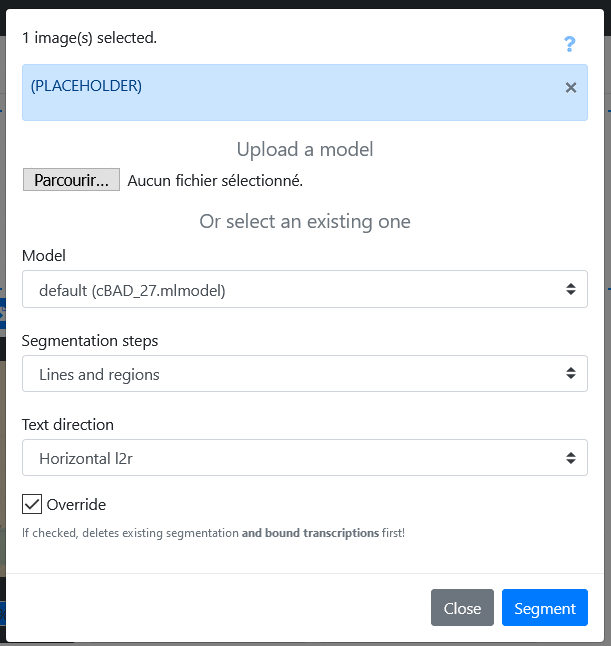 1 image(s) selected.
?
(PLACEHOLDER) ×
Upload a model
Parcourir... Aucun fichier sélectionné.
Or select an existing one
Model
default (cBAD_27.mlmodel)
Segmentation steps
Lines and regions
Text direction
Horizontal l2r
Override
If checked, deletes existing segmentation and bound transcriptions first!
Close Segment